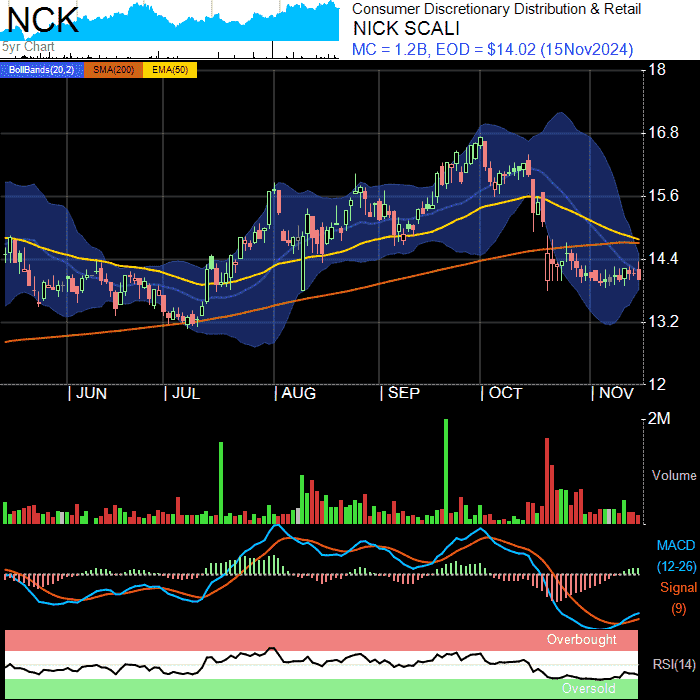 NCK
5yr Chart
Consumer Discretionary Distribution & Retail
NICK SCALI
MC = 1.2B, EOD = $14.02 (15Nov2024)
BollBands(20,2) SMA(200) EMA(50)
18
16.8
15.6
14.4
13.2
12
JUN JUL AUG SEP OCT NOV
2M
Volume
MACD
(12-26)
Signal
(9)
Overbought
RSI(14)
Oversold